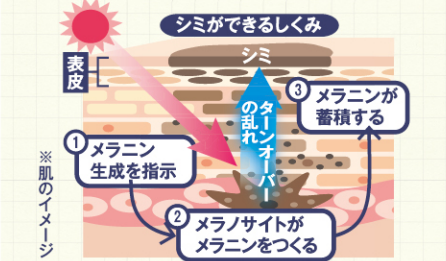 シミができるしくみ
シミ
表皮
ターンオーバー
の乱れ
① メラニン
生成を指示
② メラノサイトが
メラニンをつくる
③ メラニンが
蓄積する
※肌のイメージ